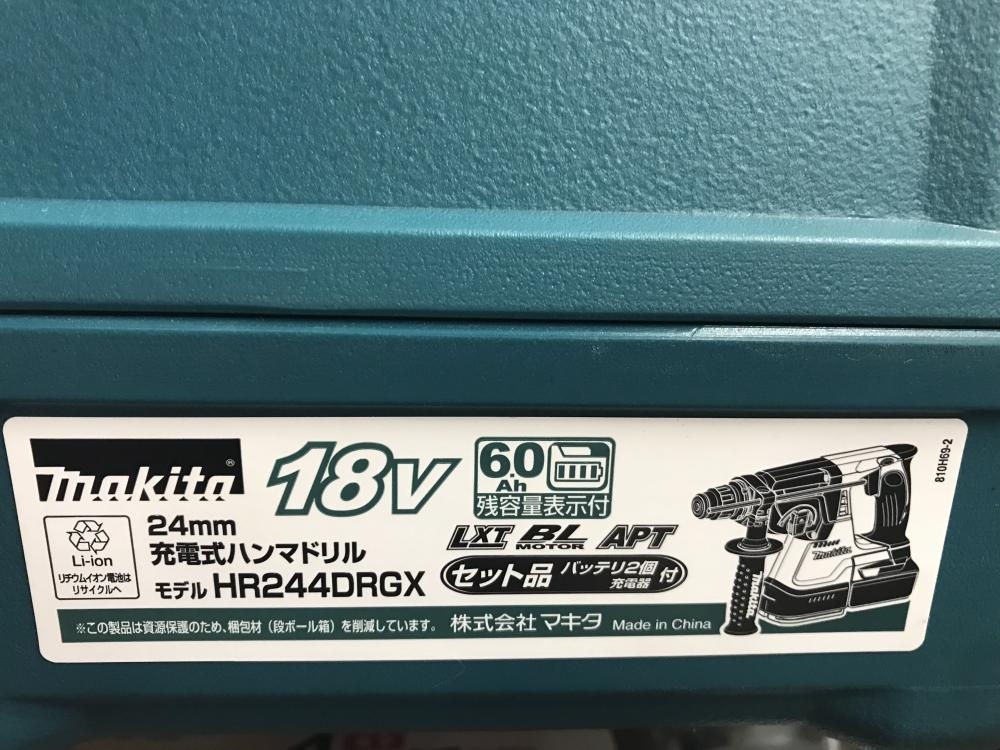 makita®
18V
6.0 Ah
残容量表示付
Li-ion
リチウムイオン電池は
リサイクルへ
24mm
充電式ハンマドリル
モデル HR244DRGX
LXT BL MOTOR APT
セット品 バッテリ2個 充電器 付
※この製品は資源保護のため、梱包材(段ボール箱)を削減しています。 株式会社マキタ Made in China
810H69-2
makita
makita